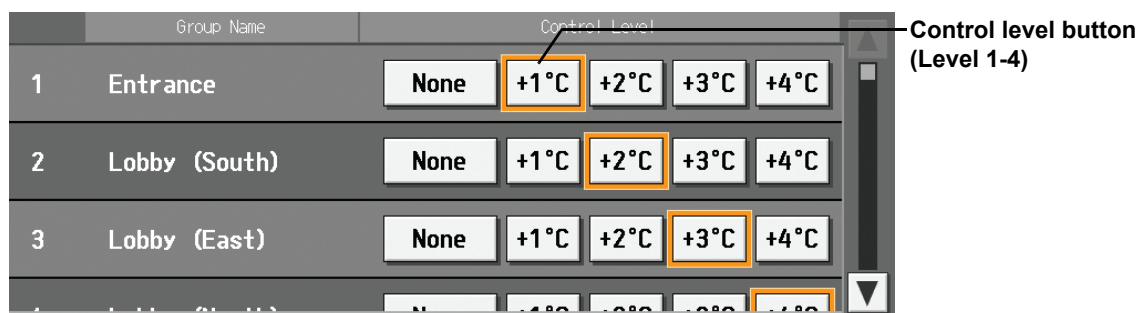 Group Name Control Level
Control level button
(Level 1-4)
1 Entrance None +1°C +2°C +3°C +4°C
2 Lobby (South) None +1°C +2°C +3°C +4°C
3 Lobby (East) None +1°C +2°C +3°C +4°C